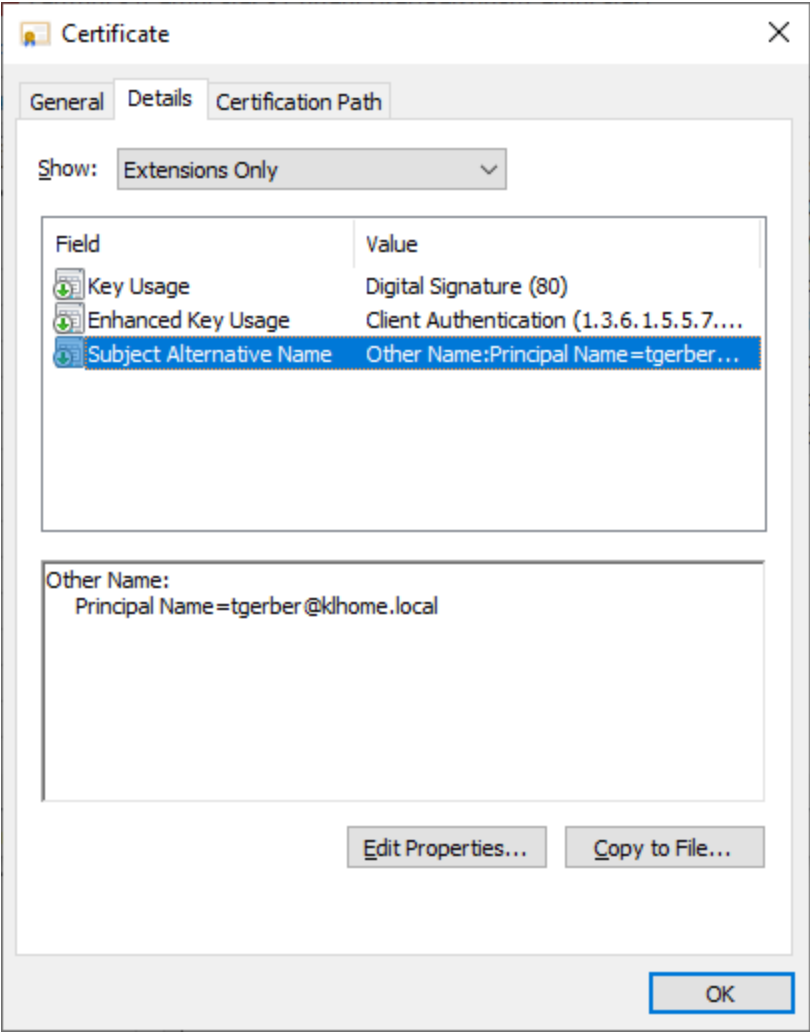 Certificate
General Details Certification Path
Show: Extensions Only
Field Value
Key Usage Digital Signature (80)
Enhanced Key Usage Client Authentication (1.3.6.1.5.5.7....
Subject Alternative Name Other Name:Principal Name=tgerber...
Other Name:
Principal Name=tgerber@klhome.local
Edit Properties... Copy to File...
OK